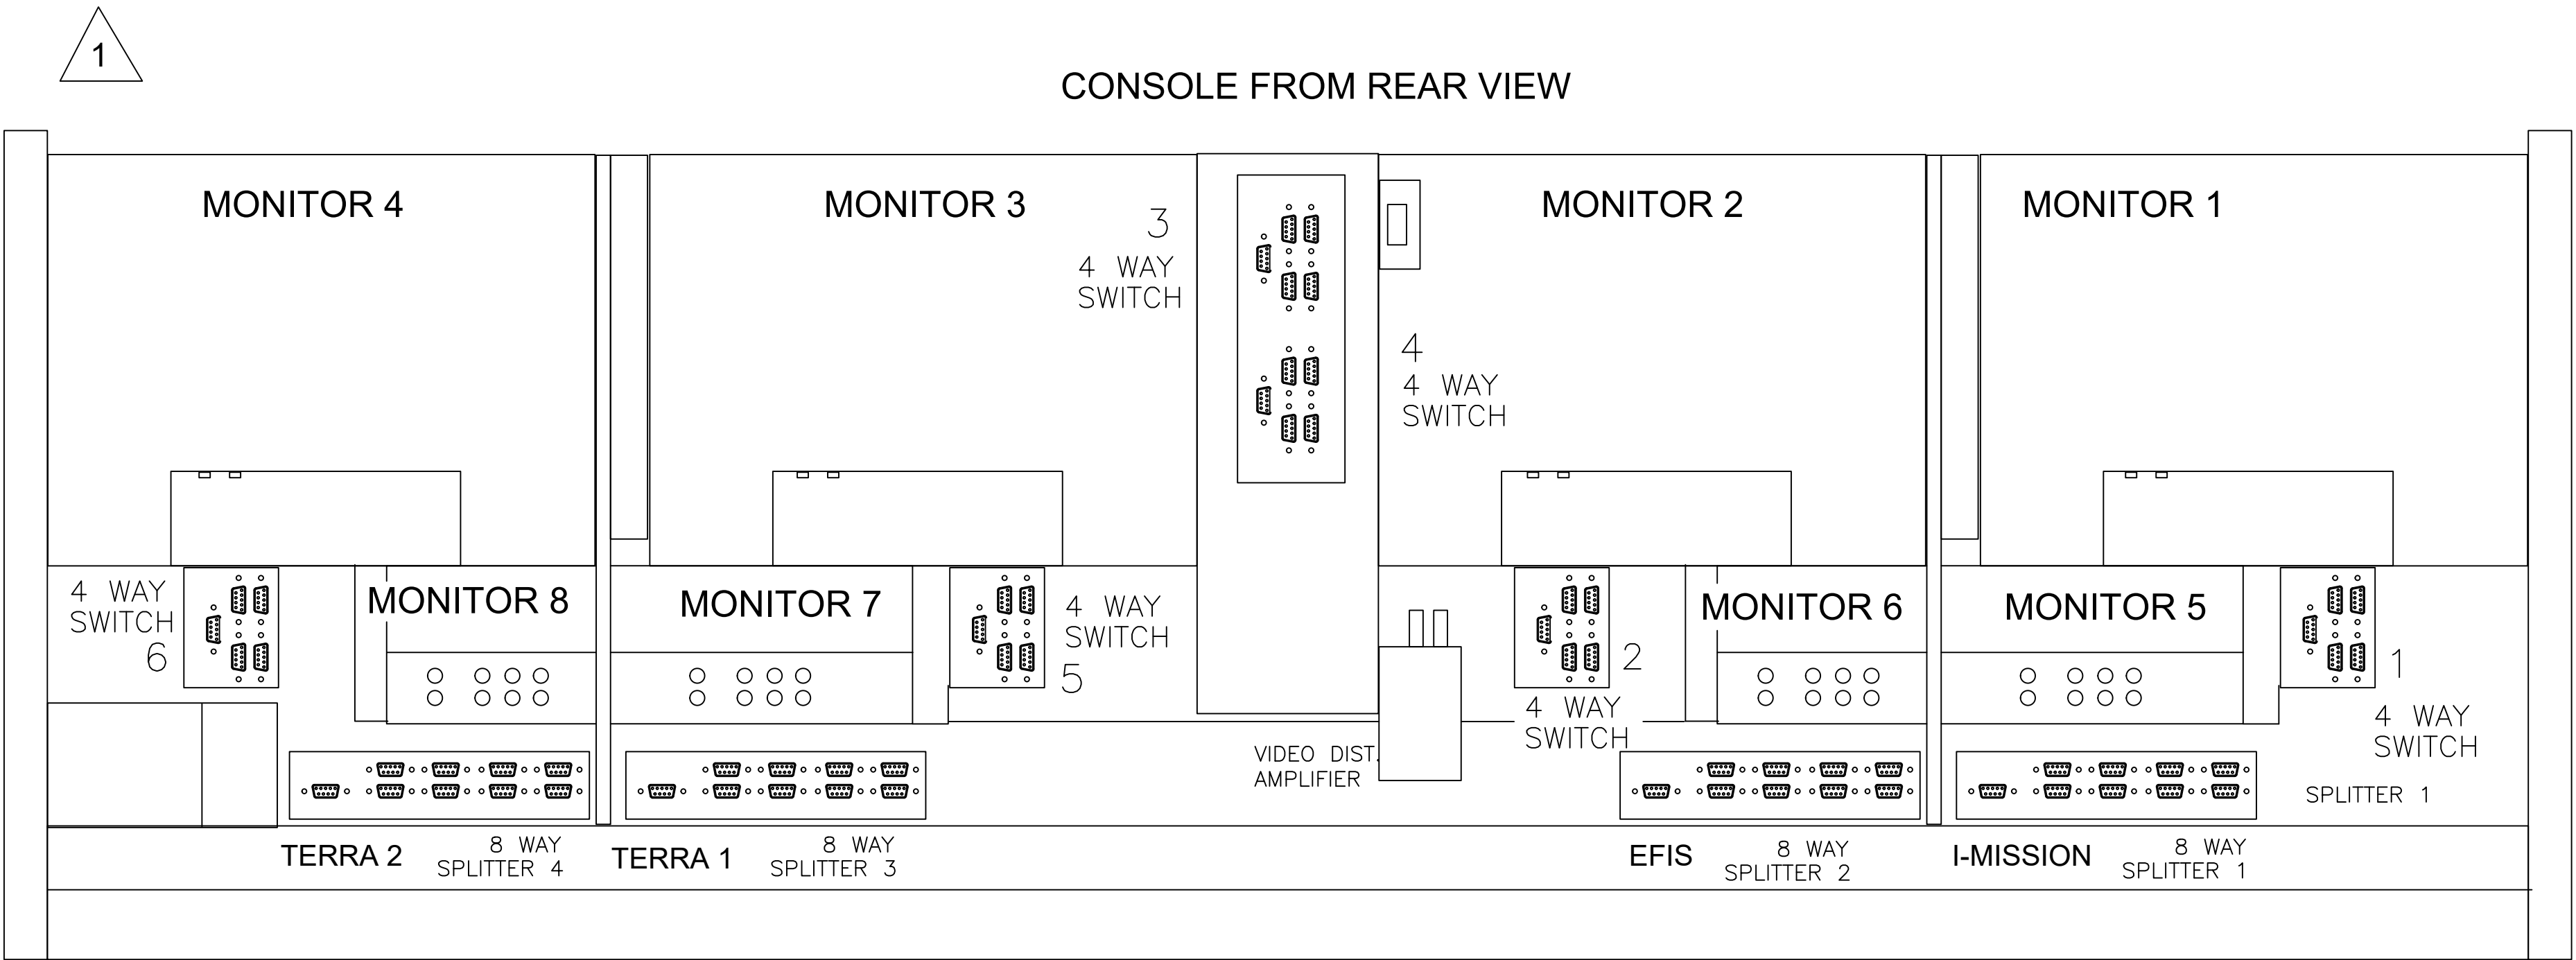 1
CONSOLE FROM REAR VIEW
MONITOR 4
MONITOR 3
MONITOR 2
MONITOR 1
3
4 WAY
SWITCH
4
4 WAY
SWITCH
4 WAY
SWITCH
6
MONITOR 8
MONITOR 7
4 WAY
SWITCH
5
2
4 WAY
SWITCH
MONITOR 6
MONITOR 5
1
4 WAY
SWITCH
VIDEO DIST.
AMPLIFIER
SPLITTER 1
TERRA 2
8 WAY
SPLITTER 4
TERRA 1
8 WAY
SPLITTER 3
EFIS
8 WAY
SPLITTER 2
I-MISSION
8 WAY
SPLITTER 1